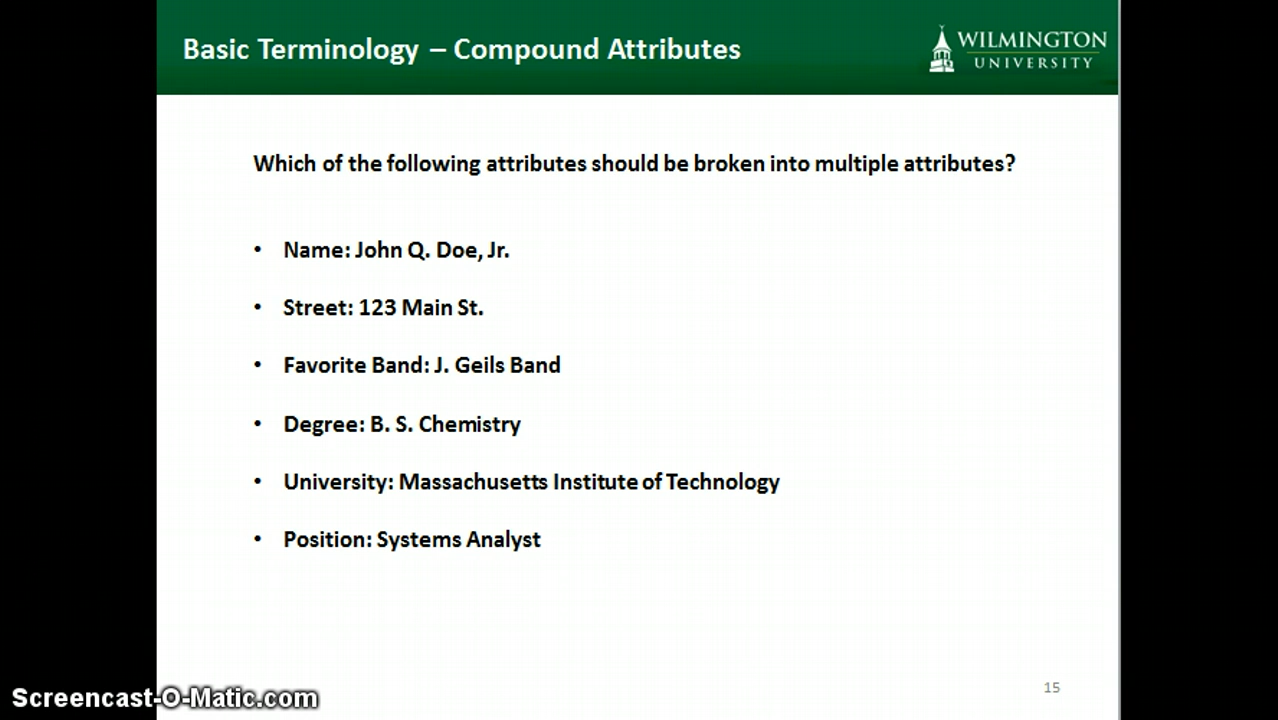 Basic Terminology – Compound Attributes
WILMINGTON
UNIVERSITY
Which of the following attributes should be broken into multiple attributes?
• Name: John Q. Doe, Jr.
• Street: 123 Main St.
• Favorite Band: J. Geils Band
• Degree: B. S. Chemistry
• University: Massachusetts Institute of Technology
• Position: Systems Analyst
15
Screencast-O-Matic.com